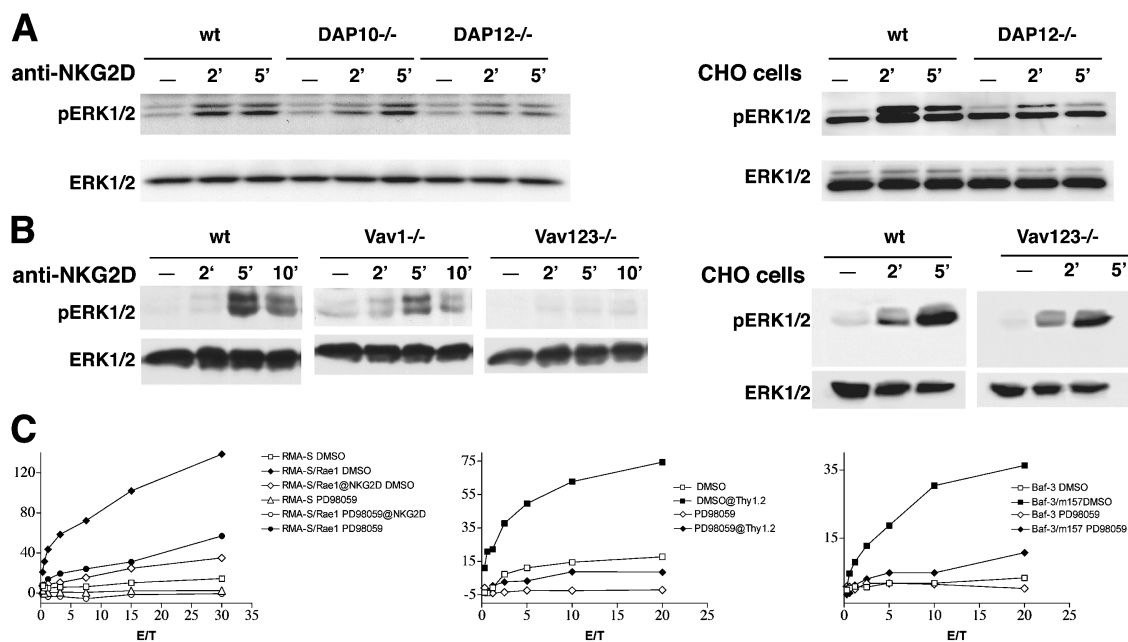 A
wt DAP10-/- DAP12-/-
anti-NKG2D — 2’ 5’ — 2’ 5’ — 2’ 5’
pERK1/2
ERK1/2
wt DAP12-/-
CHO cells — 2’ 5’ — 2’ 5’
pERK1/2
ERK1/2
B
wt Vav1-/- Vav123-/-
anti-NKG2D — 2‘ 5’ 10’ — 2’ 5’ 10’ — 2’ 5’ 10’
pERK1/2
ERK1/2
wt Vav123-/-
CHO cells — 2’ 5’ — 2’ 5’
pERK1/2
ERK1/2
C
120
80
40
0
0 5 10 15 20 25 30 35
E/T
RMA-S DMSO
RMA-S/Rae1 DMSO
RMA-S/Rae1@NKG2D DMSO
RMA-S PD98059
RMA-S/Rae1 PD98059@NKG2D
RMA-S/Rae1 PD98059
75
55
35
15
-5
0 5 10 15 20 25
E/T
DMSO
DMSO@Thy1.2
PD98059
PD98059@Thy1.2
35
15
0 5 10 15 20 25
E/T
Baf-3 DMSO
Baf-3/m157DMSO
Baf-3 PD98059
Baf-3/m157 PD98059